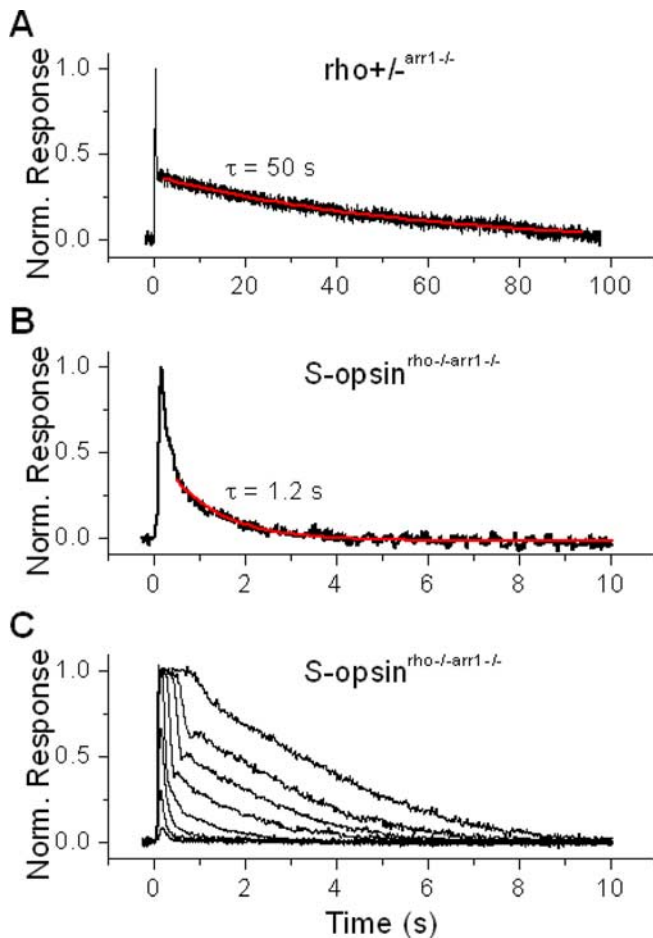 A
rho+/-arr1-/-
Norm. Response
1.0
0.5
0.0
τ = 50 s
0 20 40 60 80 100
B
S-opsinrho-/-arr1-/-
Norm. Response
1.0
0.5
0.0
τ = 1.2 s
0 2 4 6 8 10
C
S-opsinrho-/-arr1-/-
Norm. Response
1.0
0.5
0.0
0 2 4 6 8 10
Time (s)